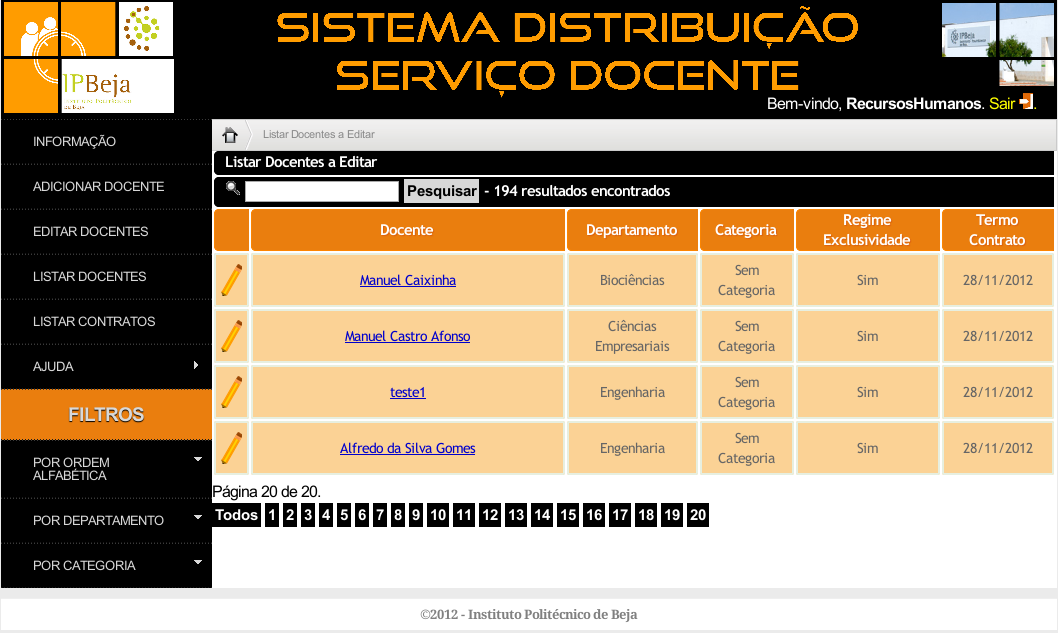 SISTEMA DISTRIBUIÇÃO
SERVIÇO DOCENTE
IPBeja
IPBeja
Bem-vindo, RecursosHumanos. Sair .
INFORMAÇÃO
ADICIONAR DOCENTE
EDITAR DOCENTES
LISTAR DOCENTES
LISTAR CONTRATOS
AJUDA
FILTROS
POR ORDEM
ALFABÉTICA
POR DEPARTAMENTO
POR CATEGORIA
Listar Docentes a Editar
Listar Docentes a Editar
Pesquisar - 194 resultados encontrados
Docente Departamento Categoria Regime Exclusividade Termo Contrato
Manuel Caixinha Biociências Sem Categoria Sim 28/11/2012
Manuel Castro Afonso Ciências Empresariais Sem Categoria Sim 28/11/2012
teste1 Engenharia Sem Categoria Sim 28/11/2012
Alfredo da Silva Gomes Engenharia Sem Categoria Sim 28/11/2012
Página 20 de 20.
Todos 1 2 3 4 5 6 7 8 9 10 11 12 13 14 15 16 17 18 19 20
©2012 - Instituto Politécnico de Beja